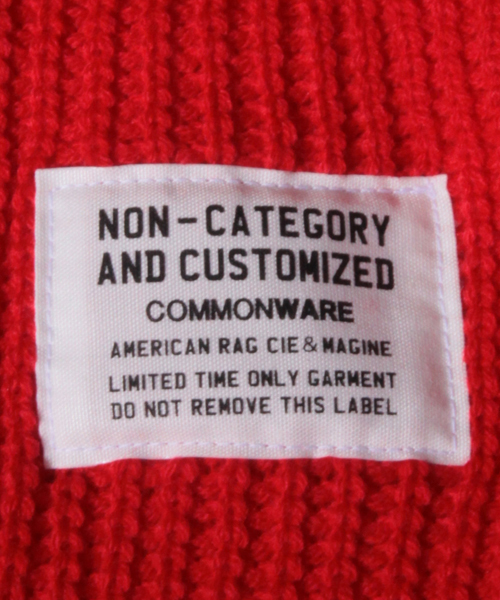 NON-CATEGORY
AND CUSTOMIZED
COMMONWARE
AMERICAN RAG CIE & MAGINE
LIMITED TIME ONLY GARMENT
DO NOT REMOVE THIS LABEL